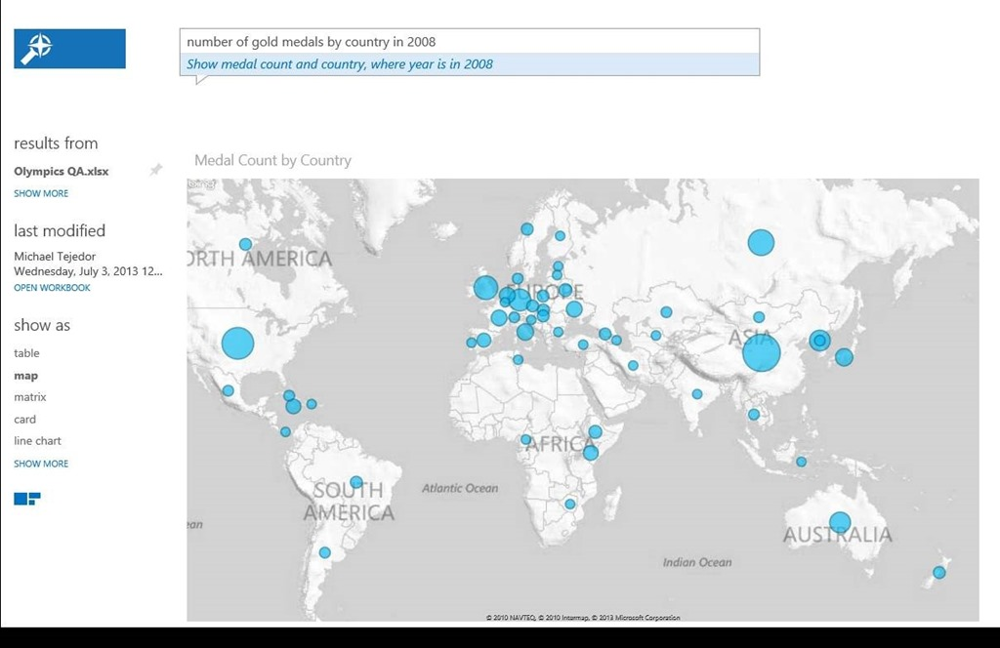 number of gold medals by country in 2008
Show medal count and country, where year is in 2008
results from
Olympics QA.xlsx
SHOW MORE
last modified
Michael Tejedor
Wednesday, July 3, 2013 12...
OPEN WORKBOOK
show as
table
map
matrix
card
line chart
SHOW MORE
Medal Count by Country
bing
ORTH AMERICA
EUROPE
ASIA
AFRICA
Atlantic Ocean
SOUTH
AMERICA
ean
AUSTRALIA
Indian Ocean
© 2010 NAVTEQ, © 2010 Intermap, © 2013 Microsoft Corporation